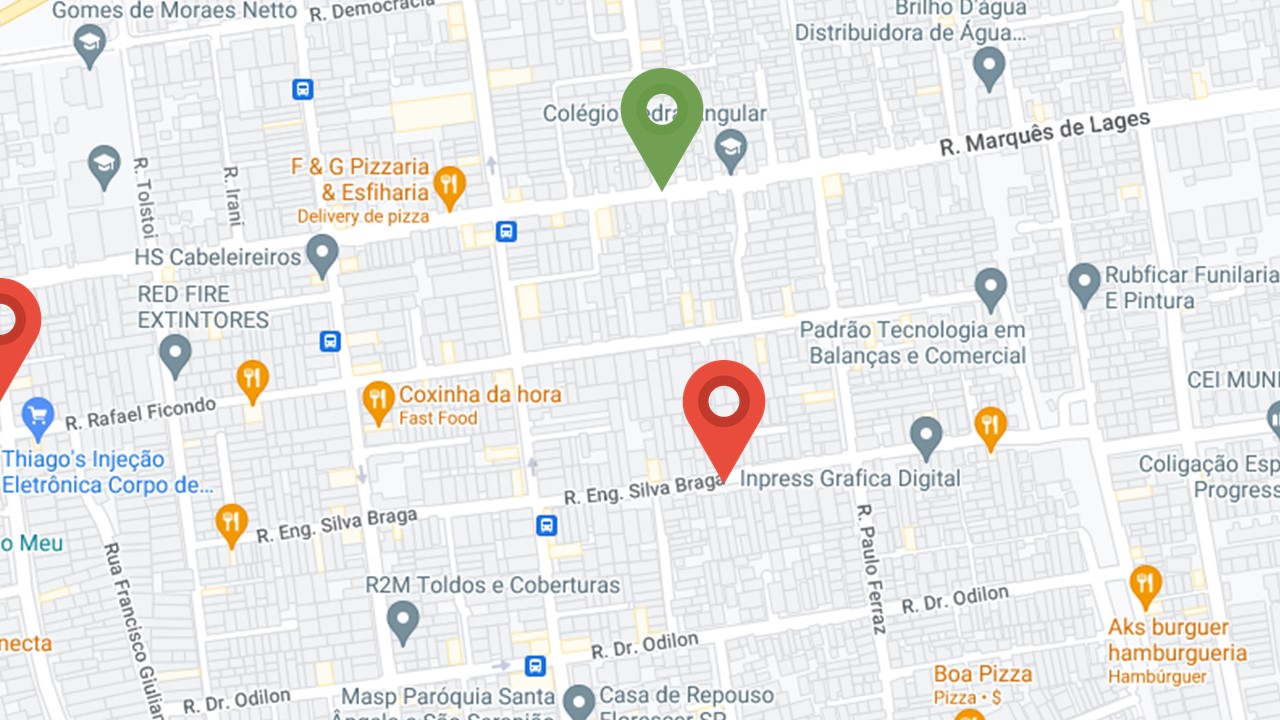 Gomes de Moraes Netto
R. Democracia
Brilho D'água
Distribuidora de Água...
Colégio
ngular
R. Marquês de Lages
F & G Pizzaria
& Esfiharia
Delivery de pizza
R. Tolstoi
R. Irani
HS Cabeleireiros
RED FIRE
EXTINTORES
Rubficar Funilaria
E Pintura
Padrão Tecnologia em
Balanças e Comercial
CEI MUNI
Coxinha da hora
Fast Food
R. Rafael Ficondo
Thiago's Injeção
Eletrônica Corpo de...
Coligação Esp
Progress
R. Eng. Silva Braga
Inpress Grafica Digital
R. Eng. Silva Braga
o Meu
Rua Francisco Giulian
R. Paulo Ferraz
R2M Toldos e Coberturas
R. Dr. Odilon
R. Dr. Odilon
necta
Aks burguer
hamburgueria
Hambúrguer
Boa Pizza
Pizza • $
R. Dr. Odilon
Masp Paróquia Santa
Casa de Repouso